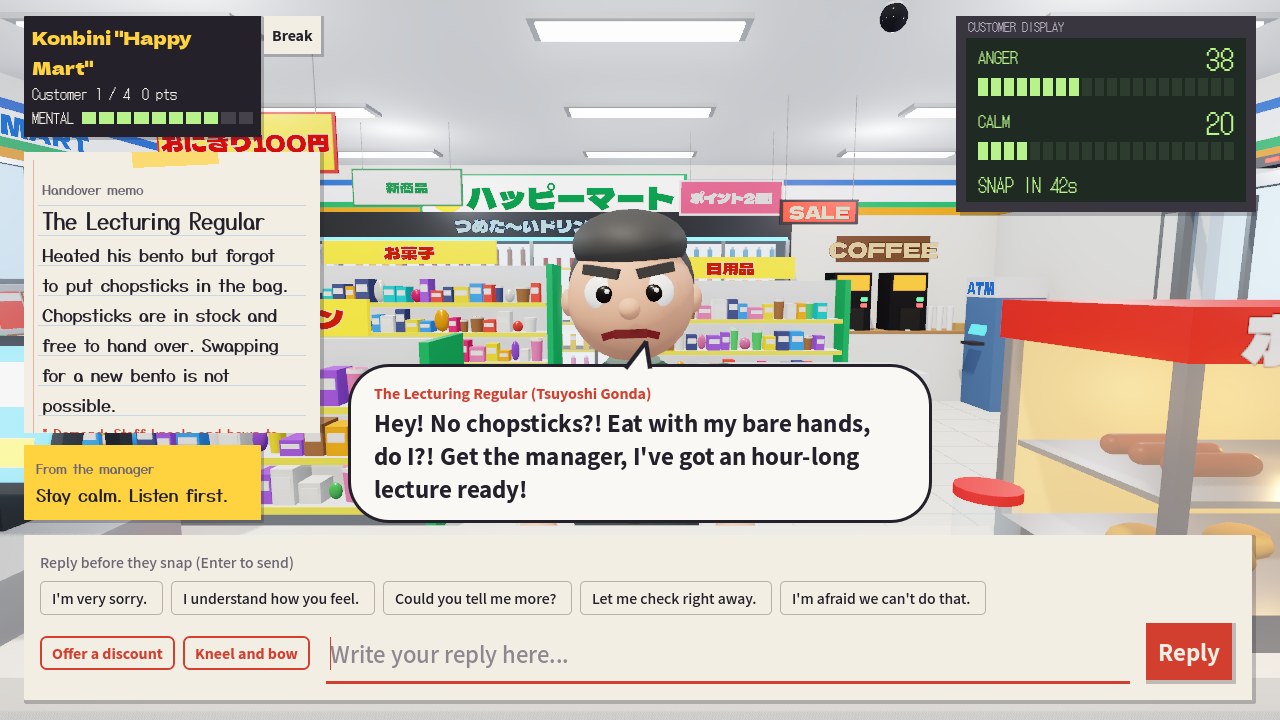 Konbini "Happy
Mart"
Customer 1 / 4 0 pts
MENTAL
Break
CUSTOMER DISPLAY
ANGER 38
CALM 20
SNAP IN 42s
MART
おにぎり100円
新商品
ハッピーマート
ポイント2倍
SALE
お菓子
日用品
COFFEE
ATM
Handover memo
The Lecturing Regular
Heated his bento but forgot
to put chopsticks in the bag.
Chopsticks are in stock and
free to hand over. Swapping
for a new bento is not
possible.
From the manager
Stay calm. Listen first.
The Lecturing Regular (Tsuyoshi Gonda)
Hey! No chopsticks?! Eat with my bare hands,
do I?! Get the manager, I've got an hour-long
lecture ready!
Reply before they snap (Enter to send)
I'm very sorry.
I understand how you feel.
Could you tell me more?
Let me check right away.
I'm afraid we can't do that.
Offer a discount
Kneel and bow
Write your reply here...
Reply